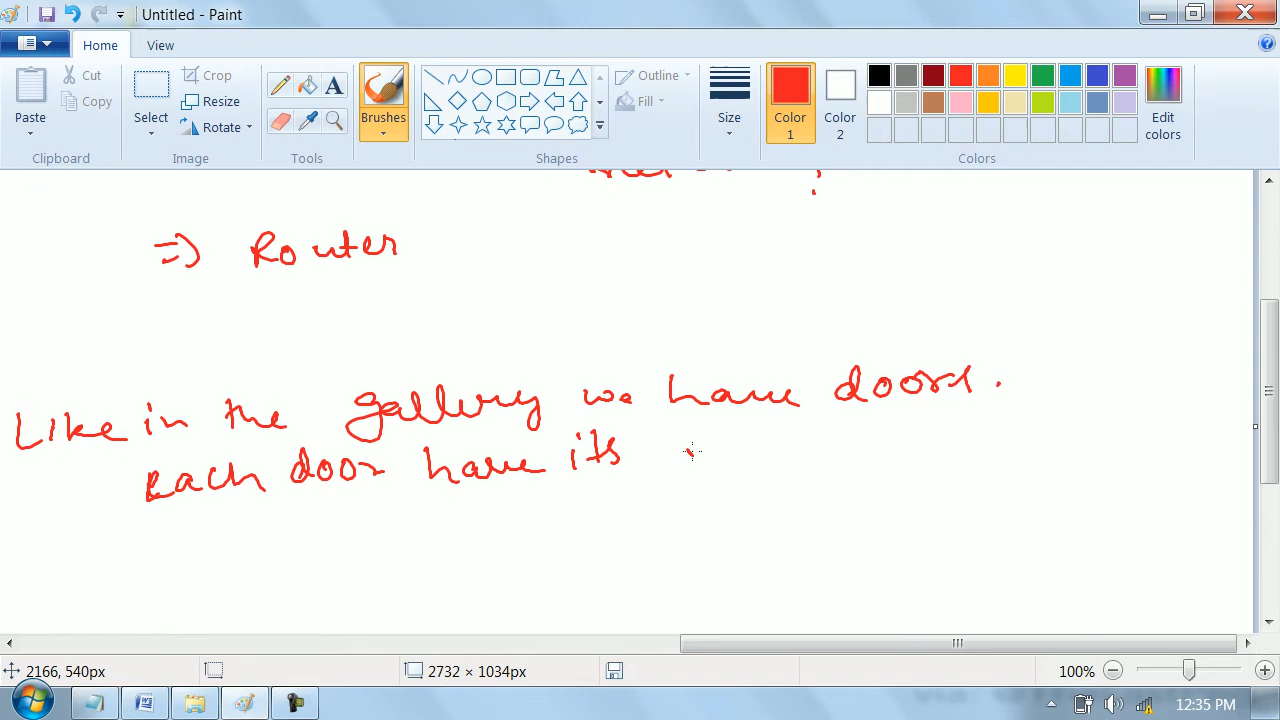 Untitled - Paint
Home View
Paste
Cut
Copy
Clipboard
Select
Crop
Resize
Rotate
Image
Tools
Brushes
Shapes
Outline
Fill
Size
Color 1
Color 2
Edit colors
Colors
=> Router
Like in the gallery we have doors.
Each door have its
2166, 540px
2732 × 1034px
100%
12:35 PM